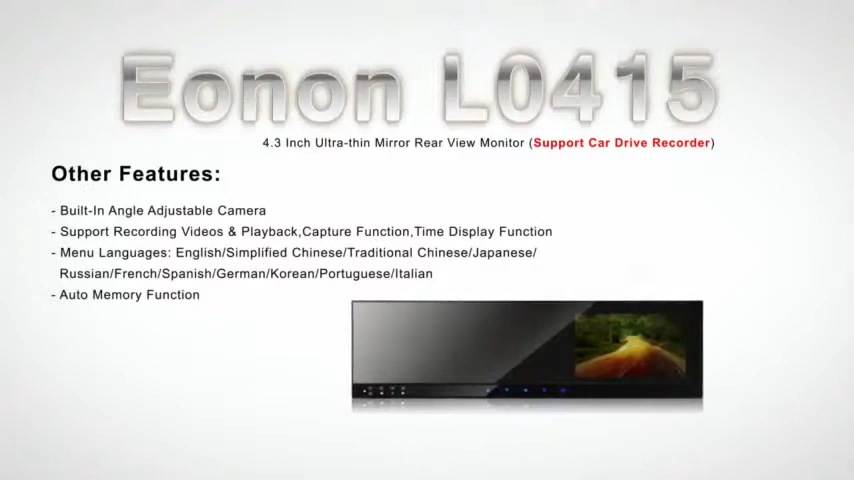 Eonon L0415
4.3 Inch Ultra-thin Mirror Rear View Monitor (Support Car Drive Recorder)
Other Features:
- Built-In Angle Adjustable Camera
- Support Recording Videos & Playback,Capture Function,Time Display Function
- Menu Languages: English/Simplified Chinese/Traditional Chinese/Japanese/
Russian/French/Spanish/German/Korean/Portuguese/Italian
- Auto Memory Function